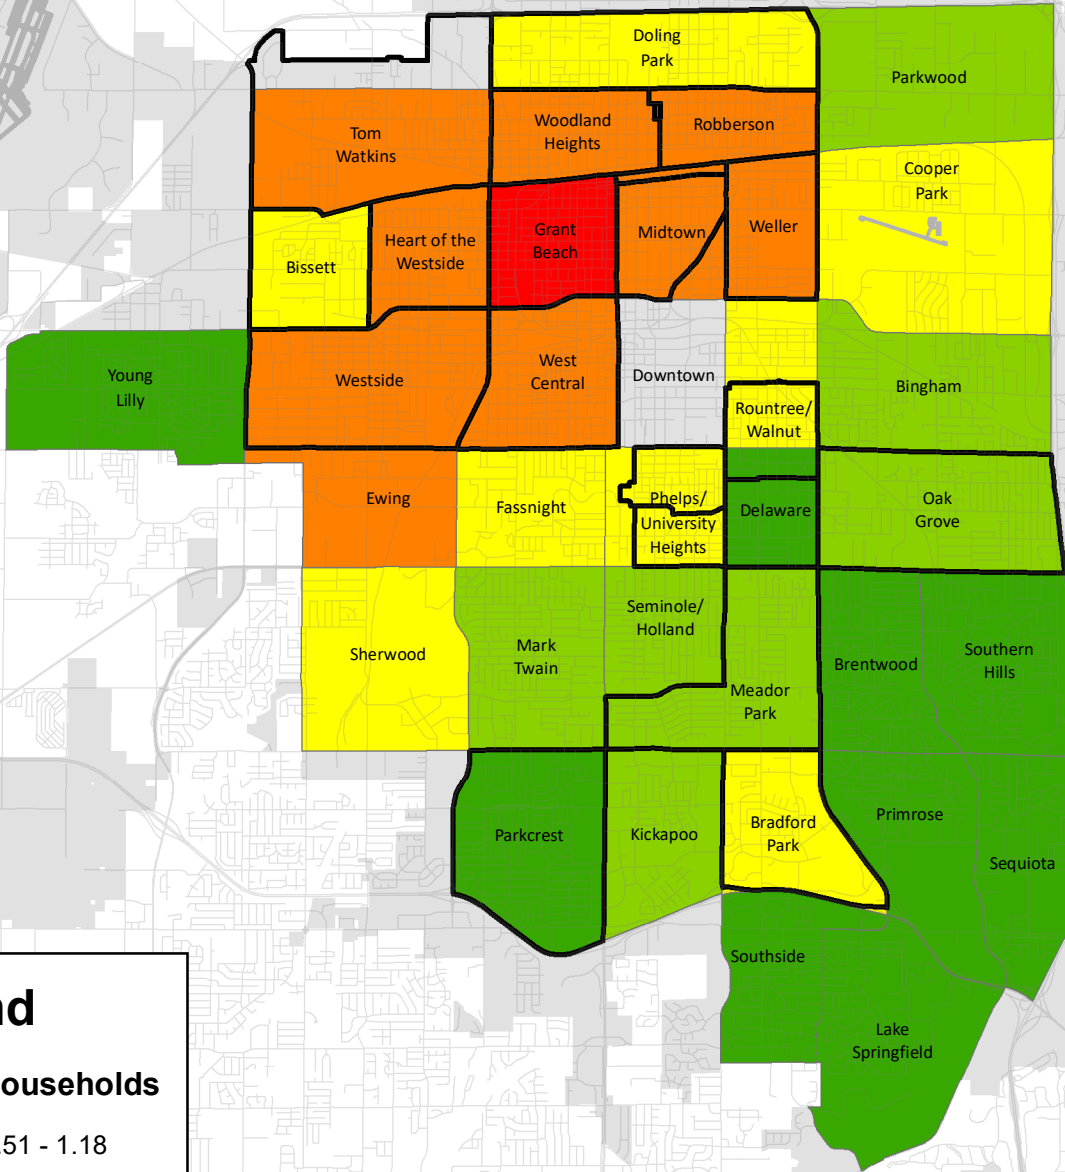 Doling
Park
Parkwood
Woodland
Heights
Robberson
Tom
Watkins
Cooper
Park
Grant
Beach
Heart of the
Westside
Midtown
Weller
Bissett
Young
Lilly
Westside
West
Central
Downtown
Bingham
Rountree/
Walnut
Ewing
Fassnight
Phelps/
University
Heights
Delaware
Oak
Grove
Sherwood
Mark
Twain
Seminole/
Holland
Meador
Park
Brentwood
Southern
Hills
Parkcrest
Kickapoo
Bradford
Park
Primrose
Sequiota
Southside
Lake
Springfield
ouseholds
51 - 1.18